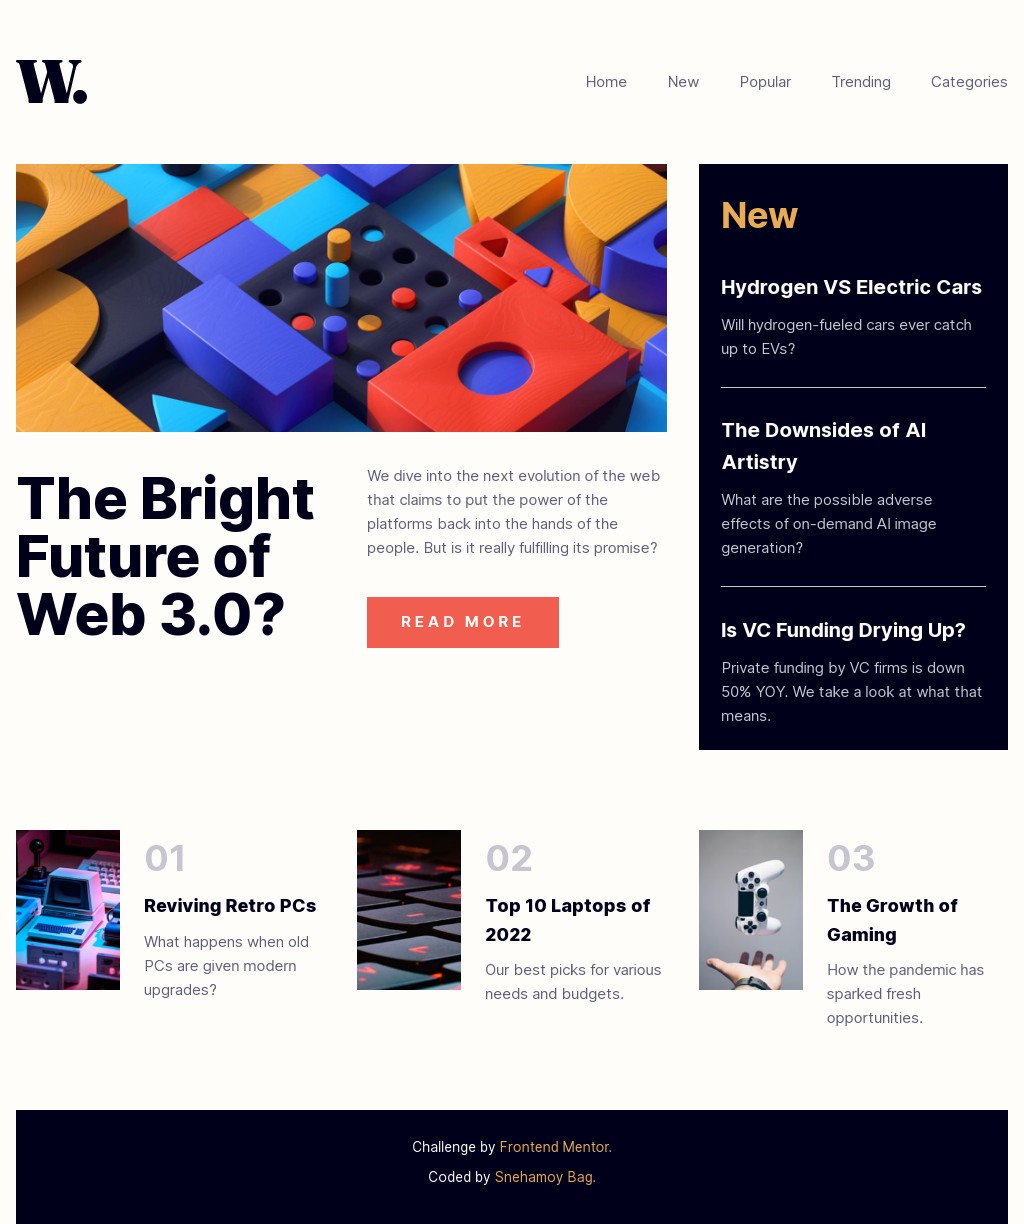 W.
Home New Popular Trending Categories
The Bright
Future of
Web 3.0?
We dive into the next evolution of the web
that claims to put the power of the
platforms back into the hands of the
people. But is it really fulfilling its promise?
READ MORE
New
Hydrogen VS Electric Cars
Will hydrogen-fueled cars ever catch
up to EVs?
The Downsides of AI
Artistry
What are the possible adverse
effects of on-demand AI image
generation?
Is VC Funding Drying Up?
Private funding by VC firms is down
50% YOY. We take a look at what that
means.
01
Reviving Retro PCs
What happens when old
PCs are given modern
upgrades?
02
Top 10 Laptops of
2022
Our best picks for various
needs and budgets.
03
The Growth of
Gaming
How the pandemic has
sparked fresh
opportunities.
Challenge by Frontend Mentor.
Coded by Snehamoy Bag.